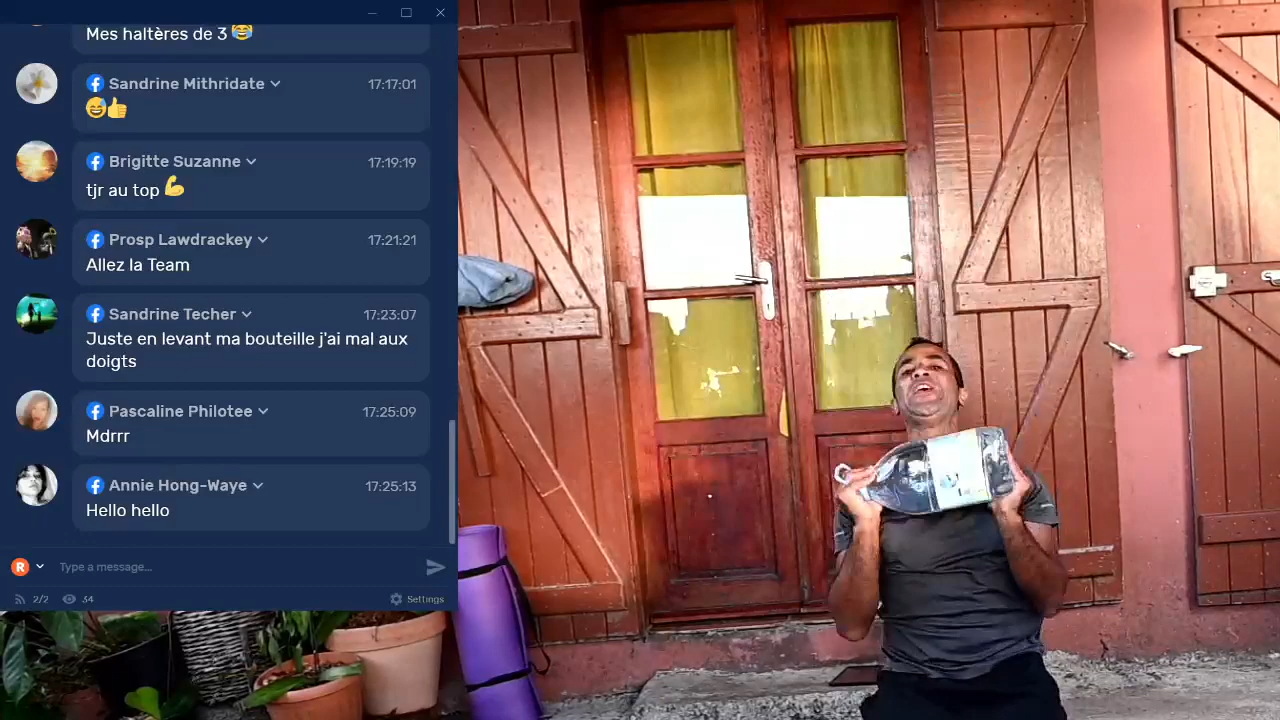 Mes haltères de 3 😂
Sandrine Mithridate 17:17:01
😅👍
Brigitte Suzanne 17:19:19
tjr au top 💪
Prosp Lawdrackey 17:21:21
Allez la Team
Sandrine Techer 17:23:07
Juste en levant ma bouteille j'ai mal aux
doigts
Pascaline Philotee 17:25:09
Mdrrr
Annie Hong-Waye 17:25:13
Hello hello
R
Type a message...
2/2 34 Settings